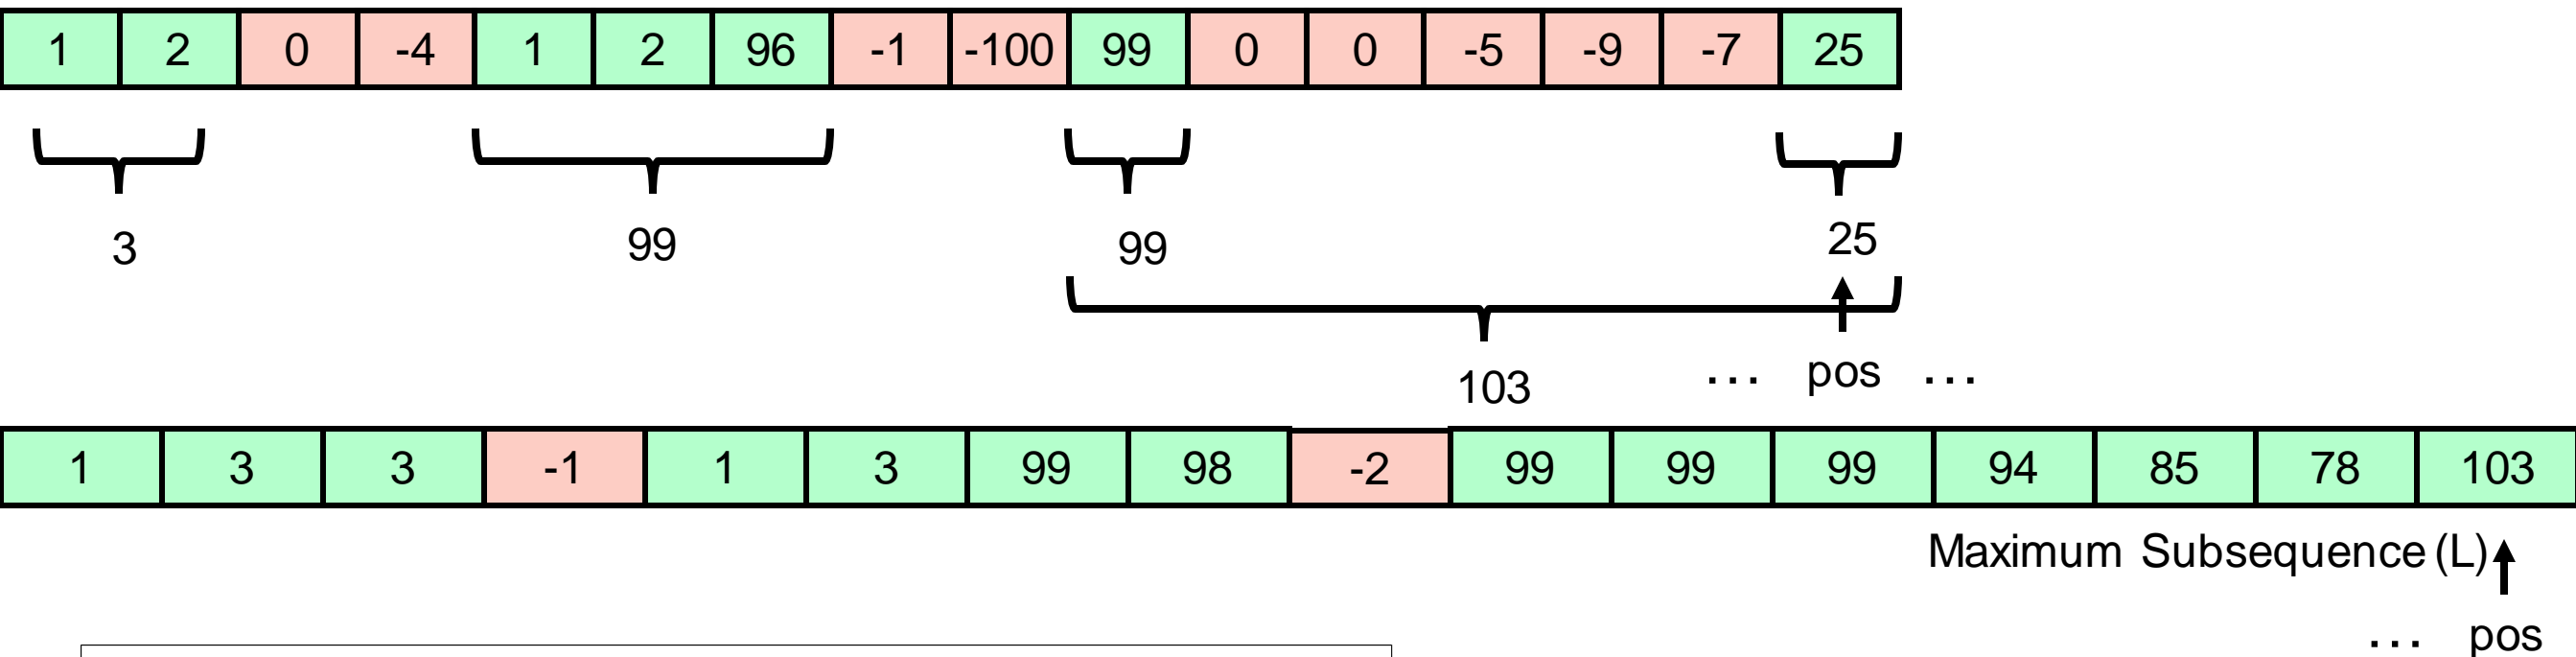 1 2 0 -4 1 2 96 -1 -100 99 0 0 -5 -9 -7 25
3 99 99 25
103 ... pos ...
1 3 3 -1 1 3 99 98 -2 99 99 99 94 85 78 103
Maximum Subsequence (L)
... pos